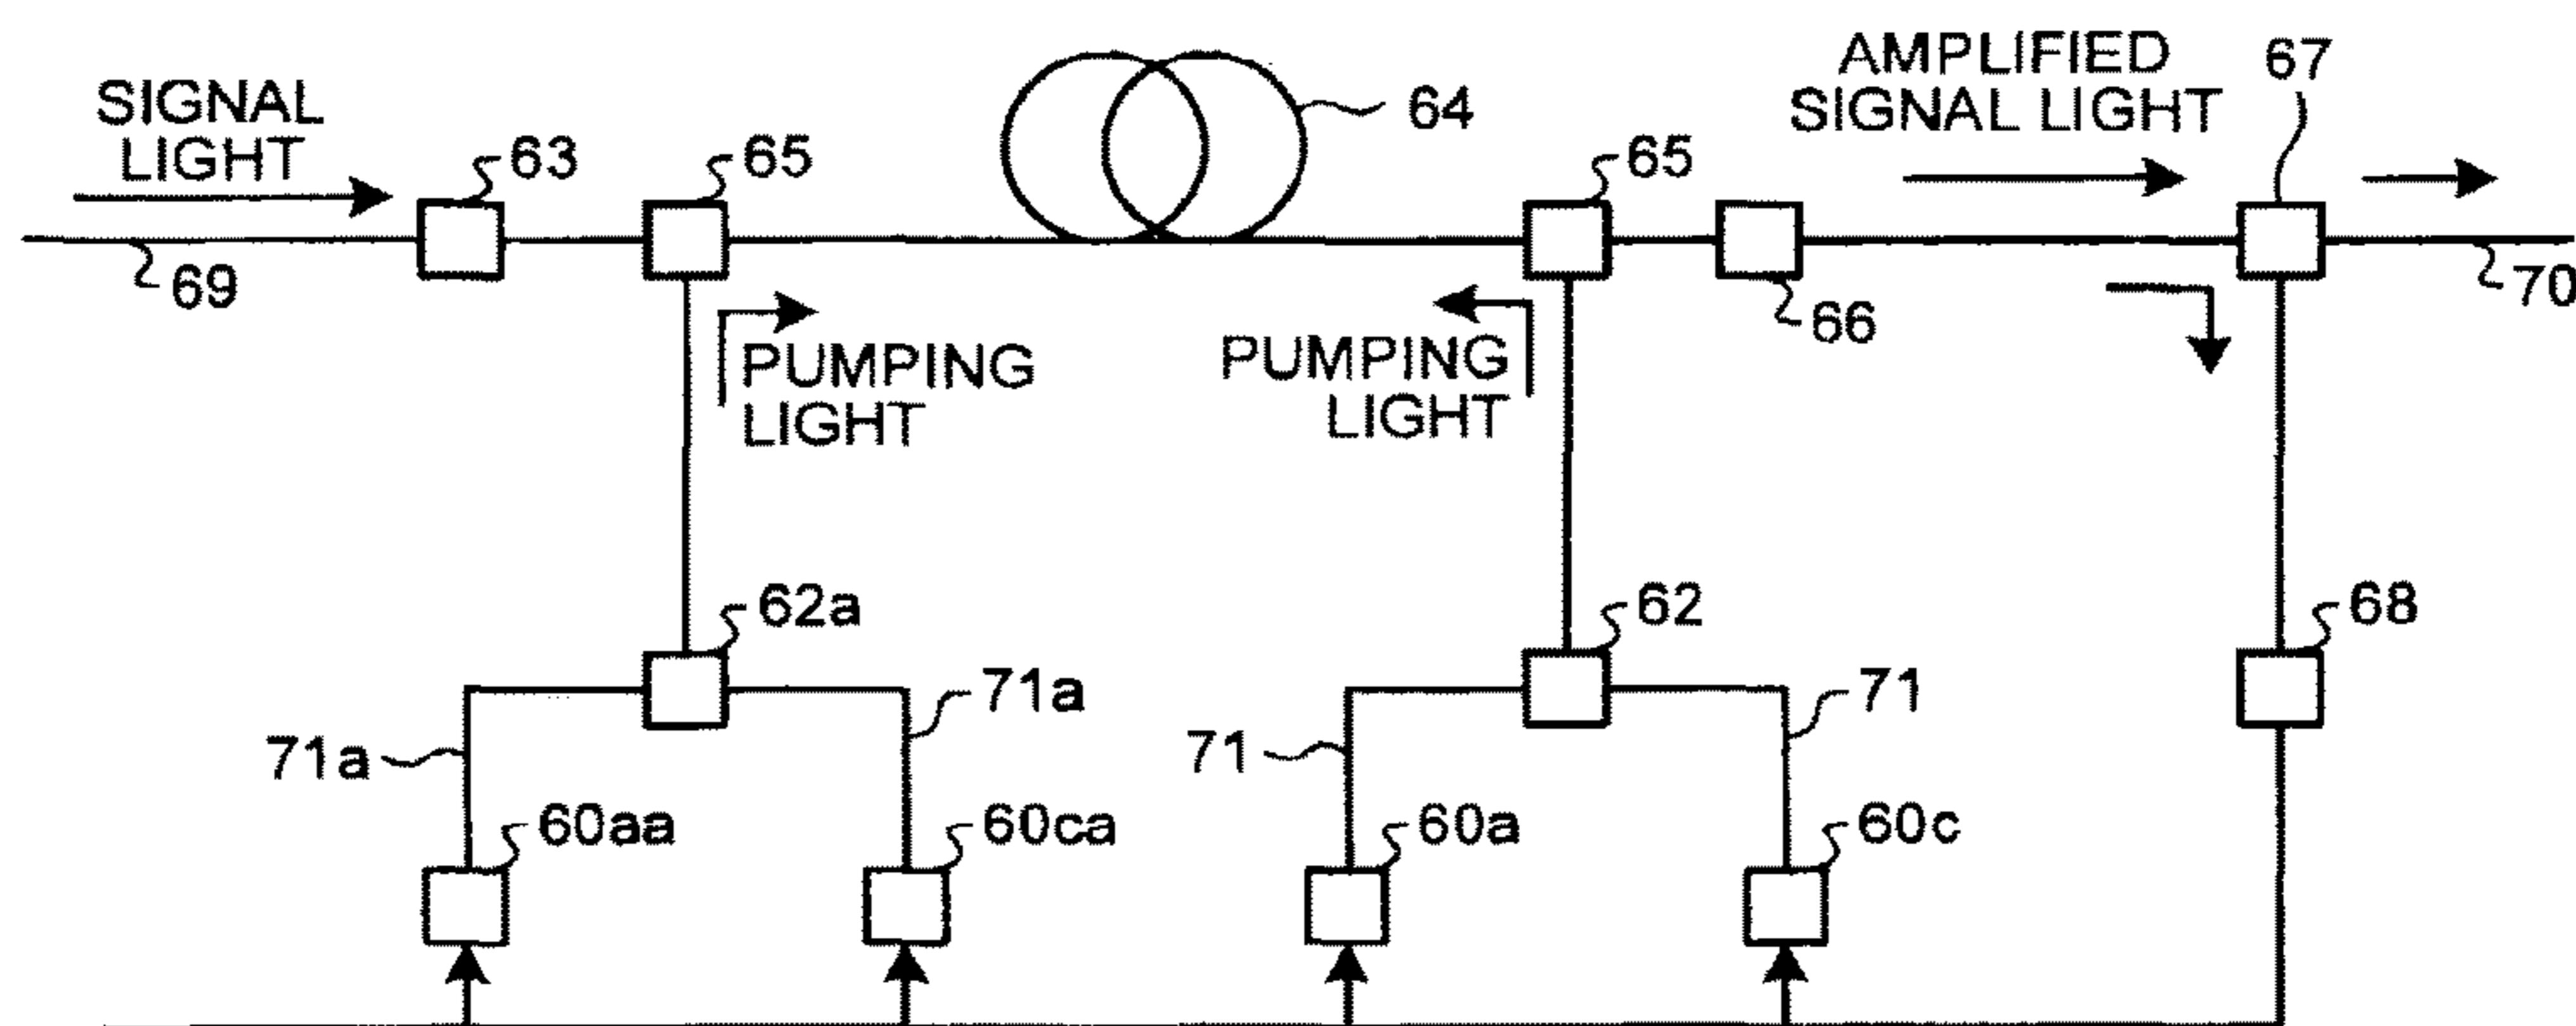 SIGNAL
LIGHT
63
65
64
65
AMPLIFIED
SIGNAL LIGHT
67
69
66
70
PUMPING
LIGHT
PUMPING
LIGHT
62a
62
68
71a
71a
71
71
60aa
60ca
60a
60c